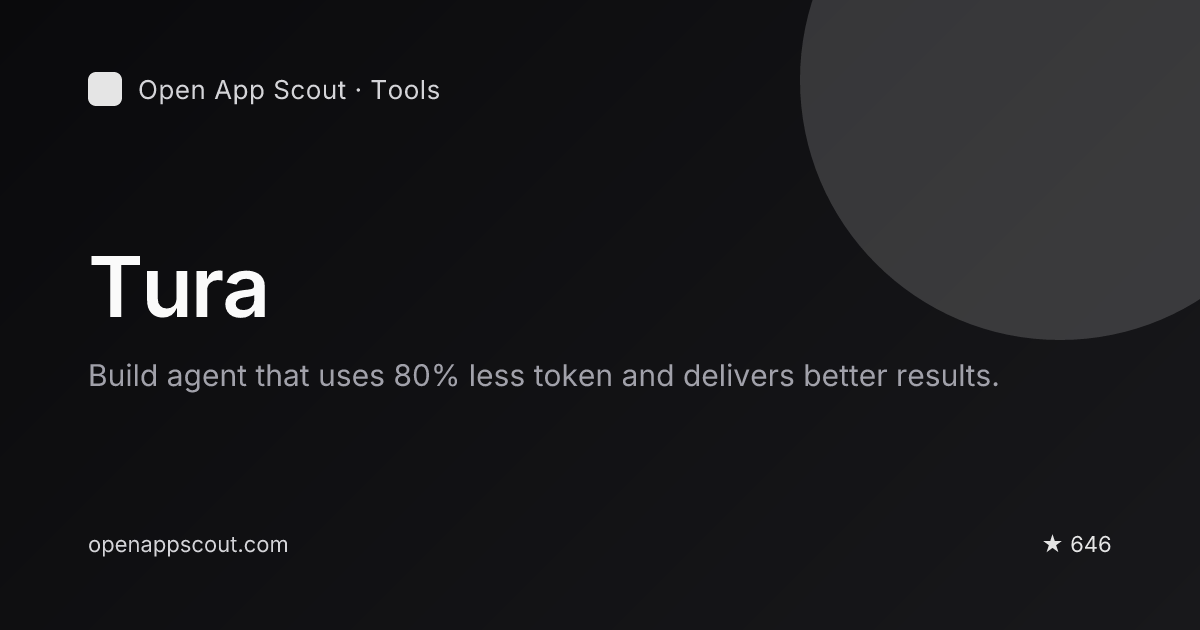 Open App Scout · Tools
Tura
Build agent that uses 80% less token and delivers better results.
openappscout.com
★ 646